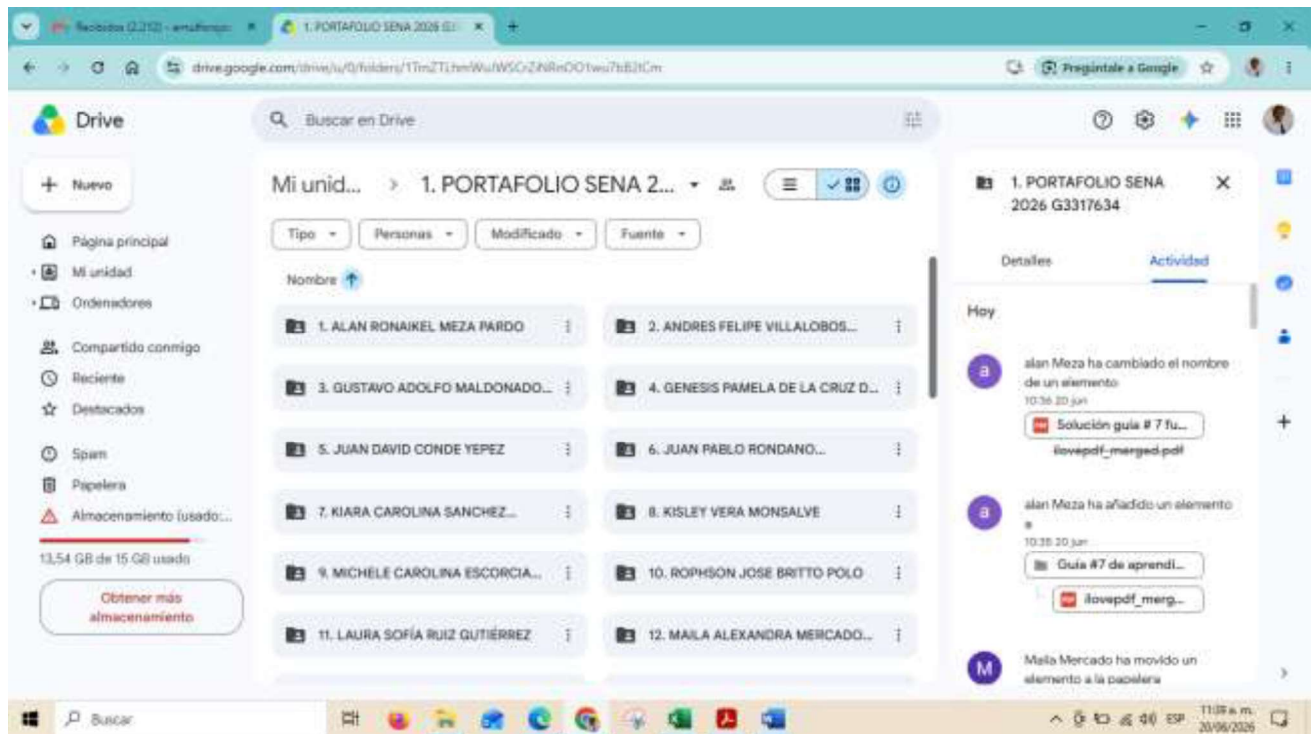 Recibidos (2.212) -
1. PORTAFOLIO SENA 2026 G3
drive.google.com/drive/u/0/folders/
Pregúntale a Google
Drive
Buscar en Drive
Nuevo
Mi unid... > 1. PORTAFOLIO SENA 2...
Tipo
Personas
Modificado
Fuente
Nombre
Página principal
Mi unidad
Ordenadores
Compartido conmigo
Reciente
Destacados
Spam
Papelera
Almacenamiento (usado:...
13,54 GB de 15 GB usado
Obtener más
almacenamiento
1. ALAN RONAIKEL MEZA PARDO
2. ANDRES FELIPE VILLALOBOS...
3. GUSTAVO ADOLFO MALDONADO...
4. GENESIS PAMELA DE LA CRUZ D...
5. JUAN DAVID CONDE YEPEZ
6. JUAN PABLO RONDANO...
7. KIARA CAROLINA SANCHEZ...
8. KISLEY VERA MONSALVE
9. MICHELE CAROLINA ESCORCIA...
10. ROPHSON JOSE BRITTO POLO
11. LAURA SOFÍA RUIZ GUTIÉRREZ
12. MAILA ALEXANDRA MERCADO...
1. PORTAFOLIO SENA
2026 G3317634
Detalles
Actividad
Hoy
a
alan Meza ha cambiado el nombre
de un elemento
10:36 20 jun
Solución guia # 7 fu...
ilovepdf_merged.pdf
a
alan Meza ha añadido un elemento
a
10:35 20 jun
Guia #7 de aprendi...
ilovepdf_merg...
M
Maila Mercado ha movido un
elemento a la papelera
Buscar
ESP
11:08 a. m.
20/06/2026